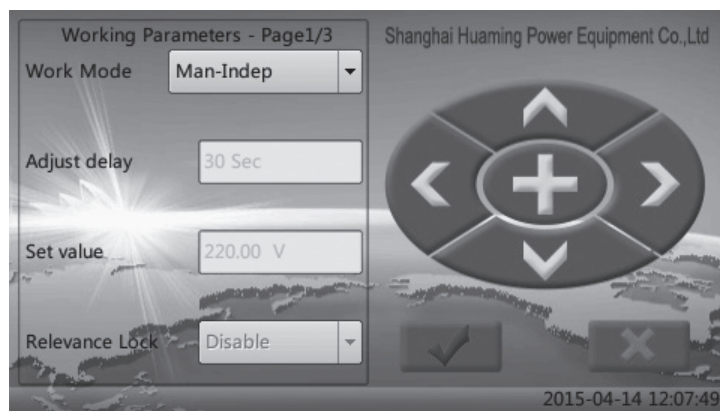 Working Parameters - Page1/3
Shanghai Huaming Power Equipment Co.,Ltd
Work Mode
Man-Indep
Adjust delay
30 Sec
Set value
220.00 V
Relevance Lock
Disable
2015-04-14 12:07:49